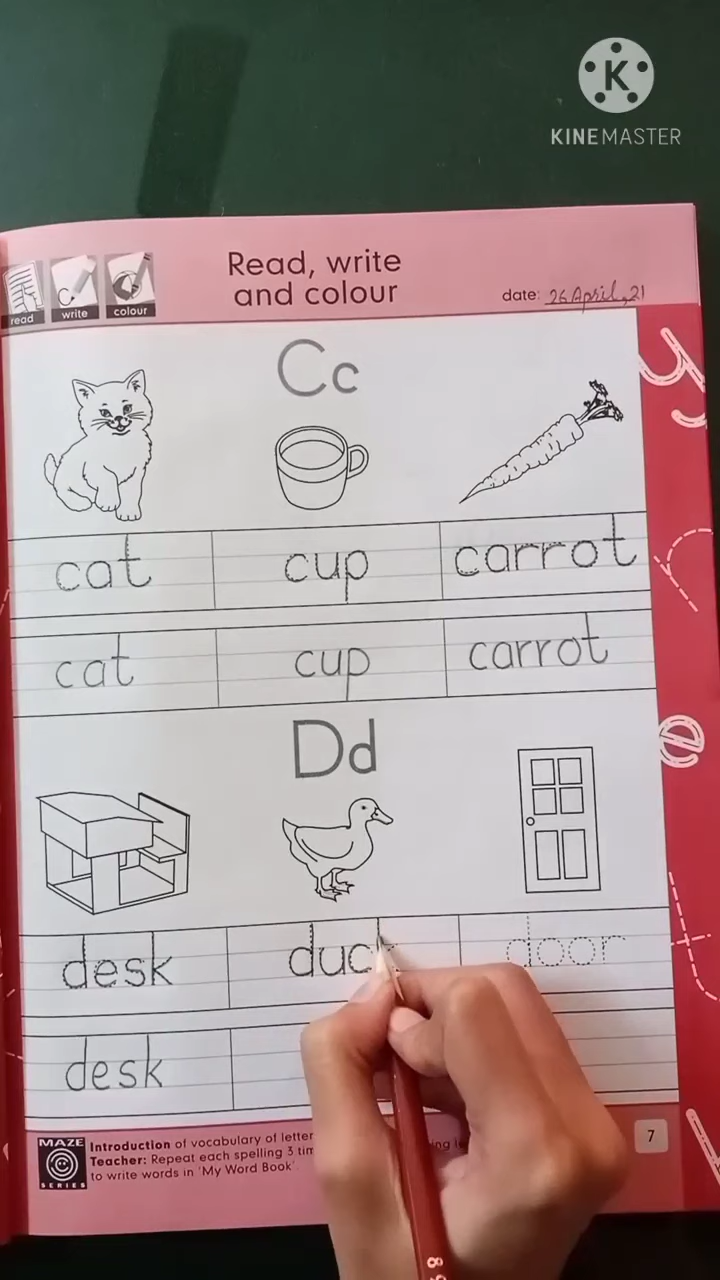 KINEMASTER
Read, write
and colour
date: 26 April, 21
read write colour
Cc
cat cup carrot
cat cup carrot
Dd
desk duck door
desk
MAZE
SERIES
Introduction of vocabulary of letter
Teacher: Repeat each spelling 3
to write words in 'My Word Book'.
7